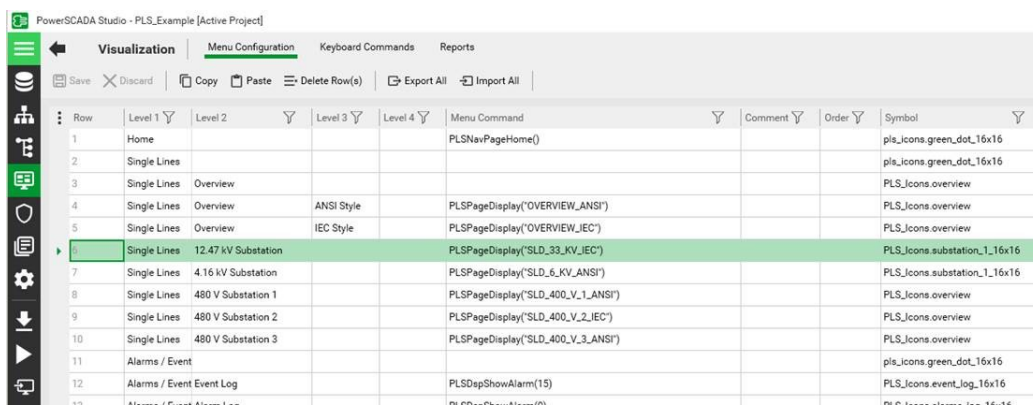 PowerSCADA Studio - PLS_Example [Active Project]
Visualization Menu Configuration Keyboard Commands Reports
Save Discard Copy Paste Delete Row(s) Export All Import All
Row Level 1 Level 2 Level 3 Level 4 Menu Command Comment Order Symbol
1 Home PLSNavPageHome() pls_icons.green_dot_16x16
2 Single Lines pls_icons.green_dot_16x16
3 Single Lines Overview PLS_Icons.overview
4 Single Lines Overview ANSI Style PLSPageDisplay("OVERVIEW_ANSI") PLS_Icons.overview
5 Single Lines Overview IEC Style PLSPageDisplay("OVERVIEW_IEC") PLS_Icons.overview
6 Single Lines 12.47 kV Substation PLSPageDisplay("SLD_33_KV_IEC") PLS_Icons.substation_1_16x16
7 Single Lines 4.16 kV Substation PLSPageDisplay("SLD_6_KV_ANSI") PLS_Icons.substation_1_16x16
8 Single Lines 480 V Substation 1 PLSPageDisplay("SLD_400_V_1_ANSI") PLS_Icons.overview
9 Single Lines 480 V Substation 2 PLSPageDisplay("SLD_400_V_2_IEC") PLS_Icons.overview
10 Single Lines 480 V Substation 3 PLSPageDisplay("SLD_400_V_3_ANSI") PLS_Icons.overview
11 Alarms / Event pls_icons.green_dot_16x16
12 Alarms / Event Event Log PLSDspShowAlarm(15) PLS_Icons.event_log_16x16